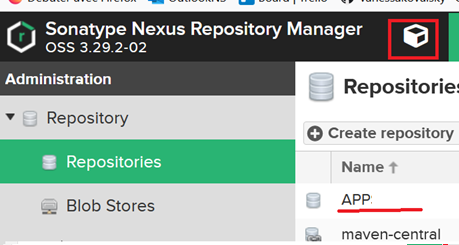 Sonatype Nexus Repository Manager
OSS 3.29.2-02
Administration
Repository
Repositories
Blob Stores
Repositories
Create repository
Name
APP
maven-central